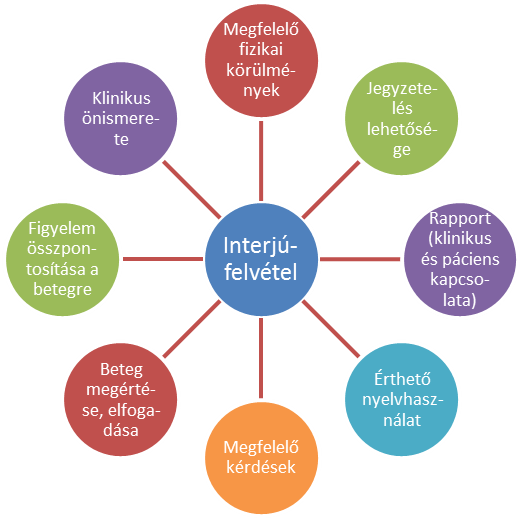 Megfelelő
fizikai
körülmé-
nyek
Jegyzete-
lés
lehetősé-
ge
Rapport
(klinikus
és páciens
kapcso-
lata)
Érthető
nyelvhasz-
nálat
Megfelelő
kérdések
Beteg
megérté-
se, elfoga-
dása
Figyelem
összpon-
tosítása a
betegre
Klinikus
önismere-
te
Interjú-
felvétel